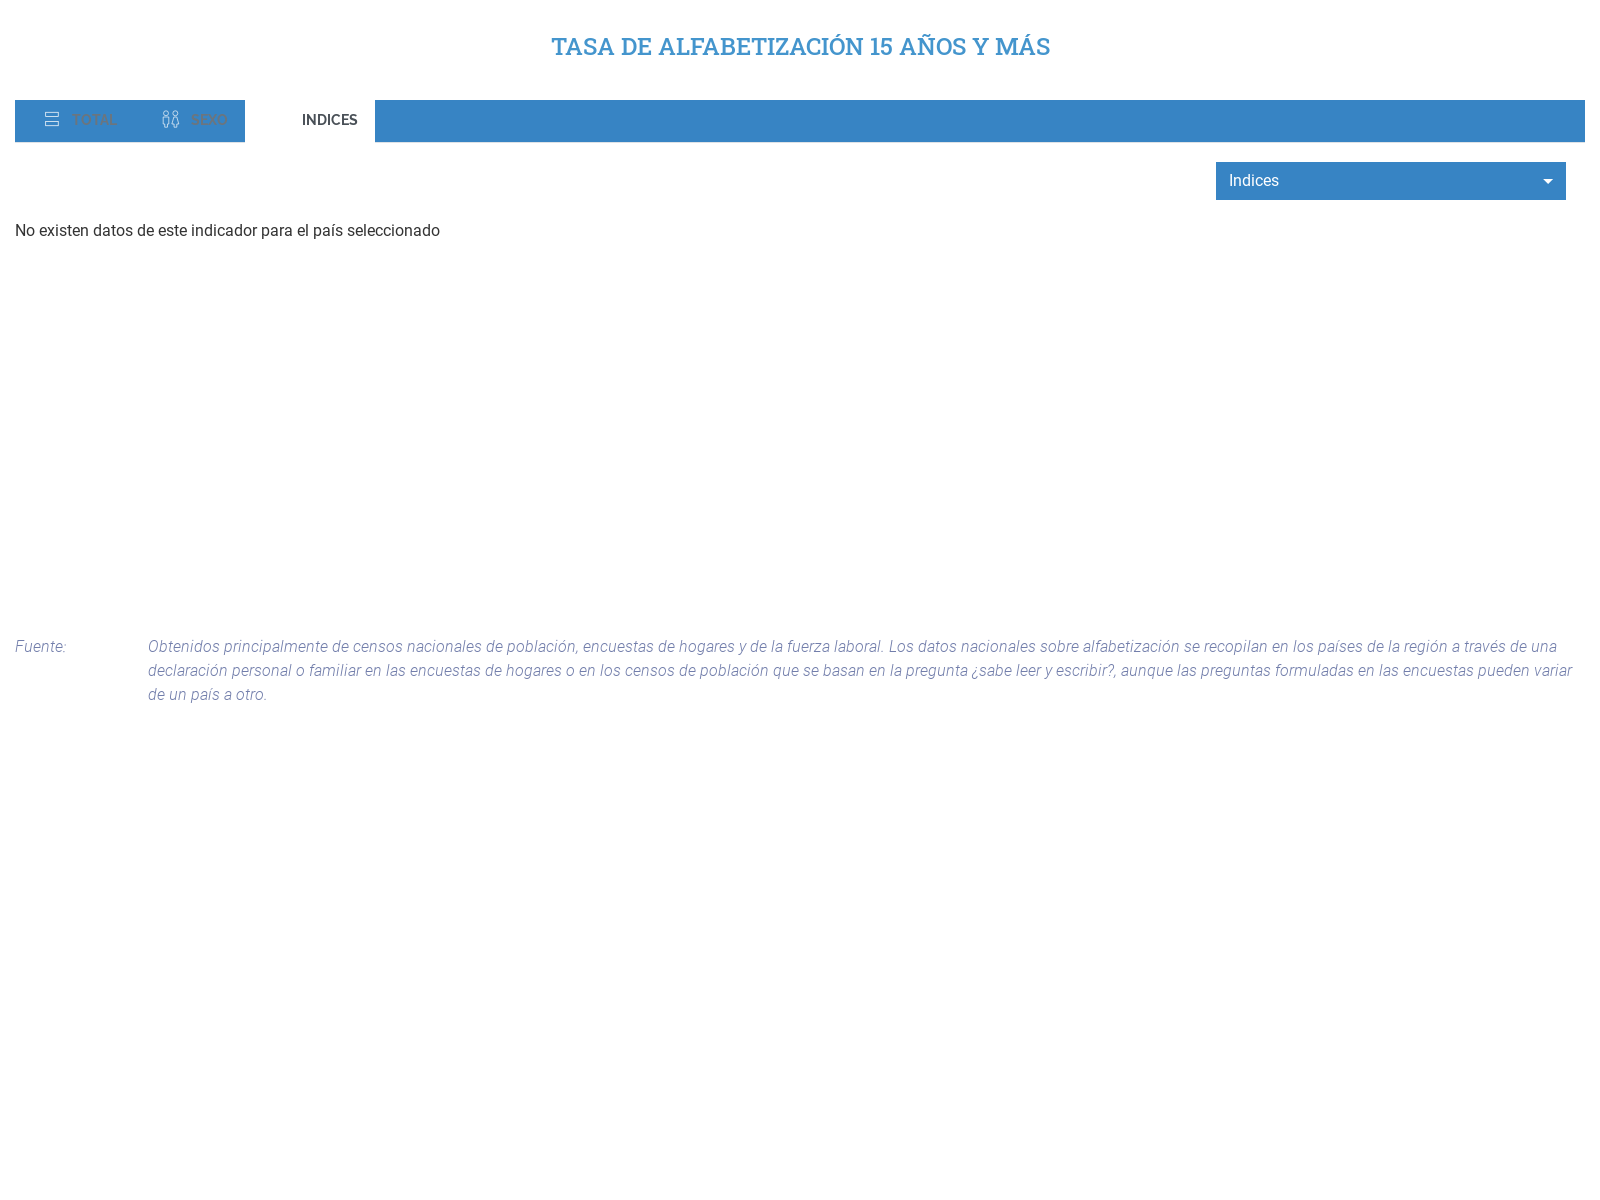 TASA DE ALFABETIZACIÓN 15 AÑOS Y MÁS
TOTAL SEXO INDICES
Indices
No existen datos de este indicador para el país seleccionado
Fuente: Obtenidos principalmente de censos nacionales de población, encuestas de hogares y de la fuerza laboral. Los datos nacionales sobre alfabetización se recopilan en los países de la región a través de una
declaración personal o familiar en las encuestas de hogares o en los censos de población que se basan en la pregunta ¿sabe leer y escribir?, aunque las preguntas formuladas en las encuestas pueden variar
de un país a otro.